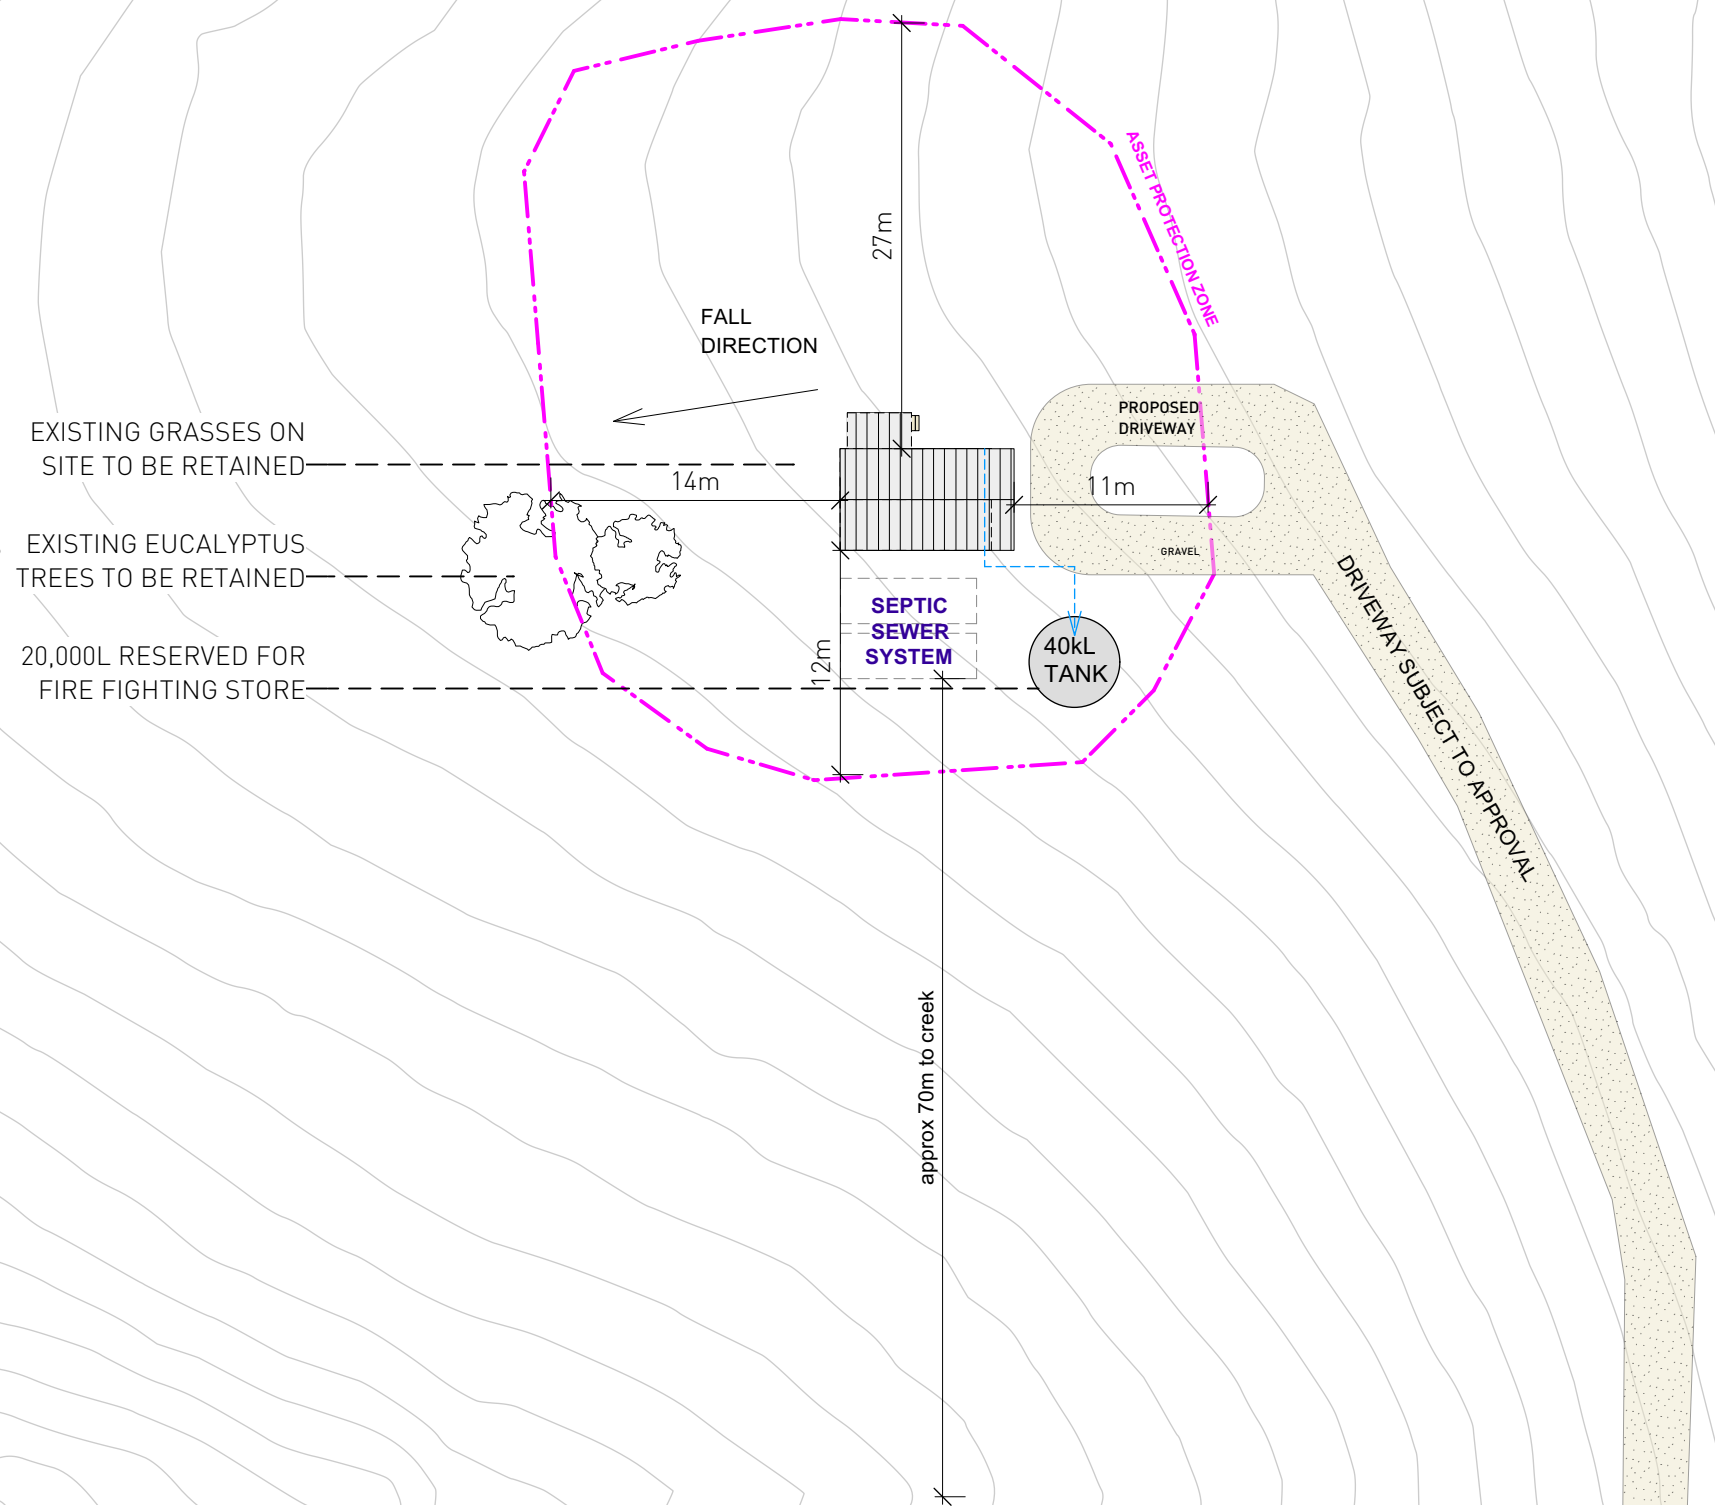 ASSET PROTECTION ZONE
27m
FALL
DIRECTION
PROPOSED
DRIVEWAY
EXISTING GRASSES ON
SITE TO BE RETAINED
14m
11m
EXISTING EUCALYPTUS
TREES TO BE RETAINED
GRAVEL
DRIVEWAY SUBJECT TO APPROVAL
SEPTIC
SEWER
SYSTEM
12m
40kL
TANK
20,000L RESERVED FOR
FIRE FIGHTING STORE
approx 70m to creek